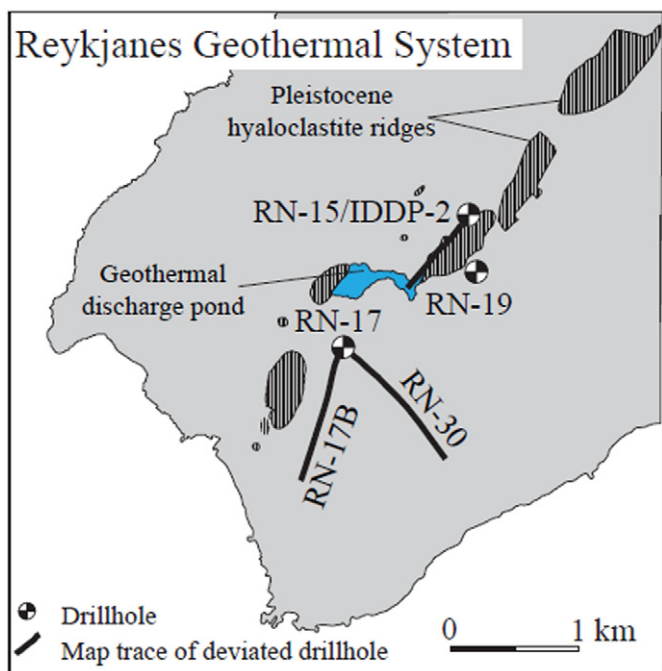 Reykjanes Geothermal System
Pleistocene
hyaloclastite ridges
RN-15/IDDP-2
Geothermal
discharge pond
RN-19
RN-17
RN-30
RN-17B
Drillhole
Map trace of deviated drillhole
0 1 km